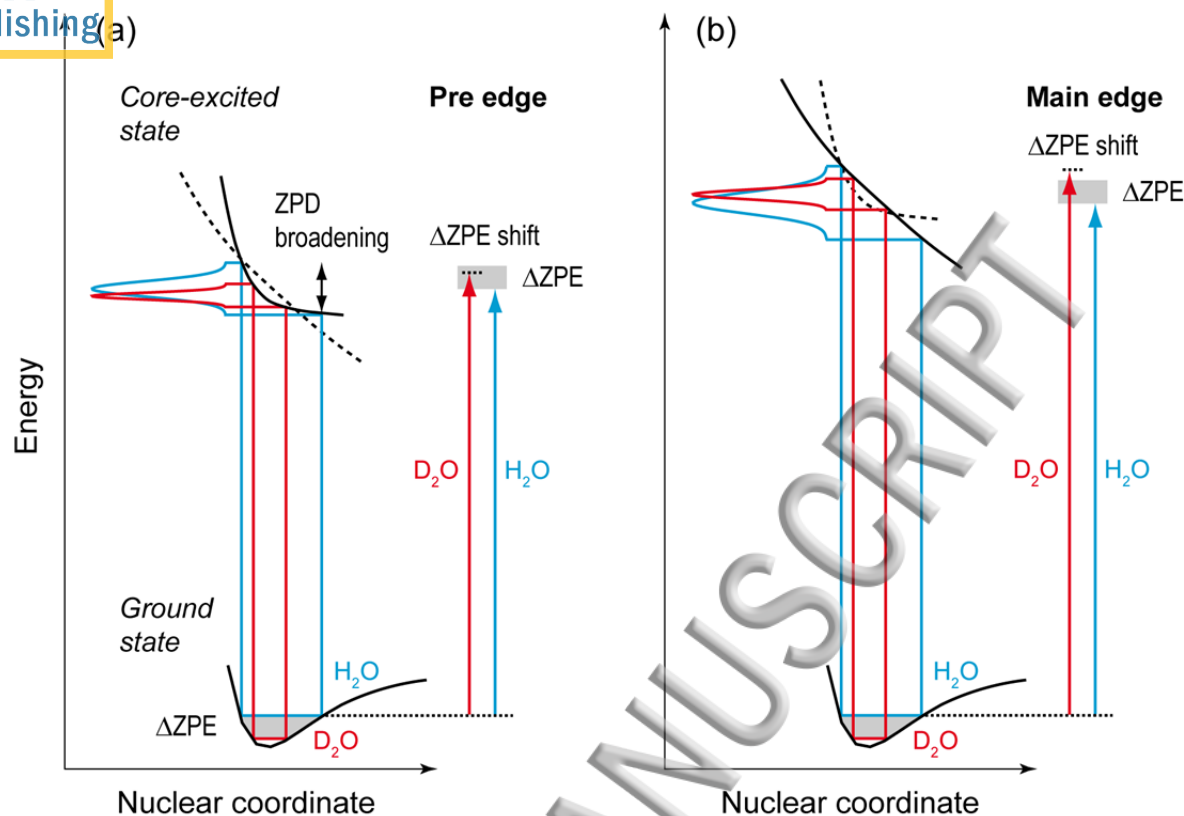 lishing
(a)
Core-excited
state
Pre edge
ZPD
broadening
ΔZPE shift
ΔZPE
D2O
H2O
Energy
Ground
state
H2O
ΔZPE
D2O
Nuclear coordinate
(b)
Main edge
ΔZPE shift
ΔZPE
D2O
H2O
H2O
D2O
Nuclear coordinate
ANUSCRIPT